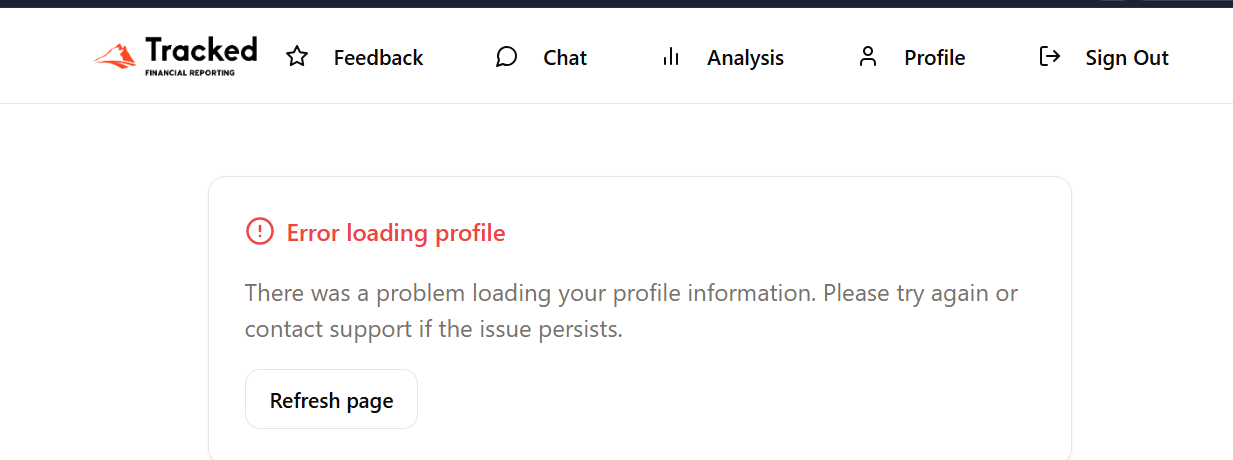 Tracked
FINANCIAL REPORTING
Feedback
Chat
Analysis
Profile
Sign Out
Error loading profile
There was a problem loading your profile information. Please try again or
contact support if the issue persists.
Refresh page